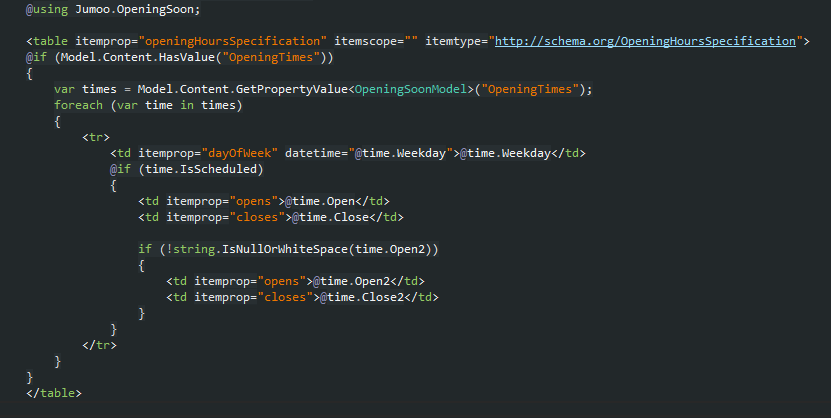 @using Jumoo.OpeningSoon;

<table itemprop="openingHoursSpecification" itemscope="" itemtype="http://schema.org/OpeningHoursSpecification">
@if (Model.Content.HasValue("OpeningTimes"))
{
    var times = Model.Content.GetPropertyValue<OpeningSoonModel>("OpeningTimes");
    foreach (var time in times)
    {
        <tr>
            <td itemprop="dayOfWeek" datetime="@time.Weekday">@time.Weekday</td>
            @if (time.IsScheduled)
            {
                <td itemprop="opens">@time.Open</td>
                <td itemprop="closes">@time.Close</td>

                if (!string.IsNullOrWhiteSpace(time.Open2))
                {
                    <td itemprop="opens">@time.Open2</td>
                    <td itemprop="closes">@time.Close2</td>
                }
            }
        </tr>
    }
}
</table>